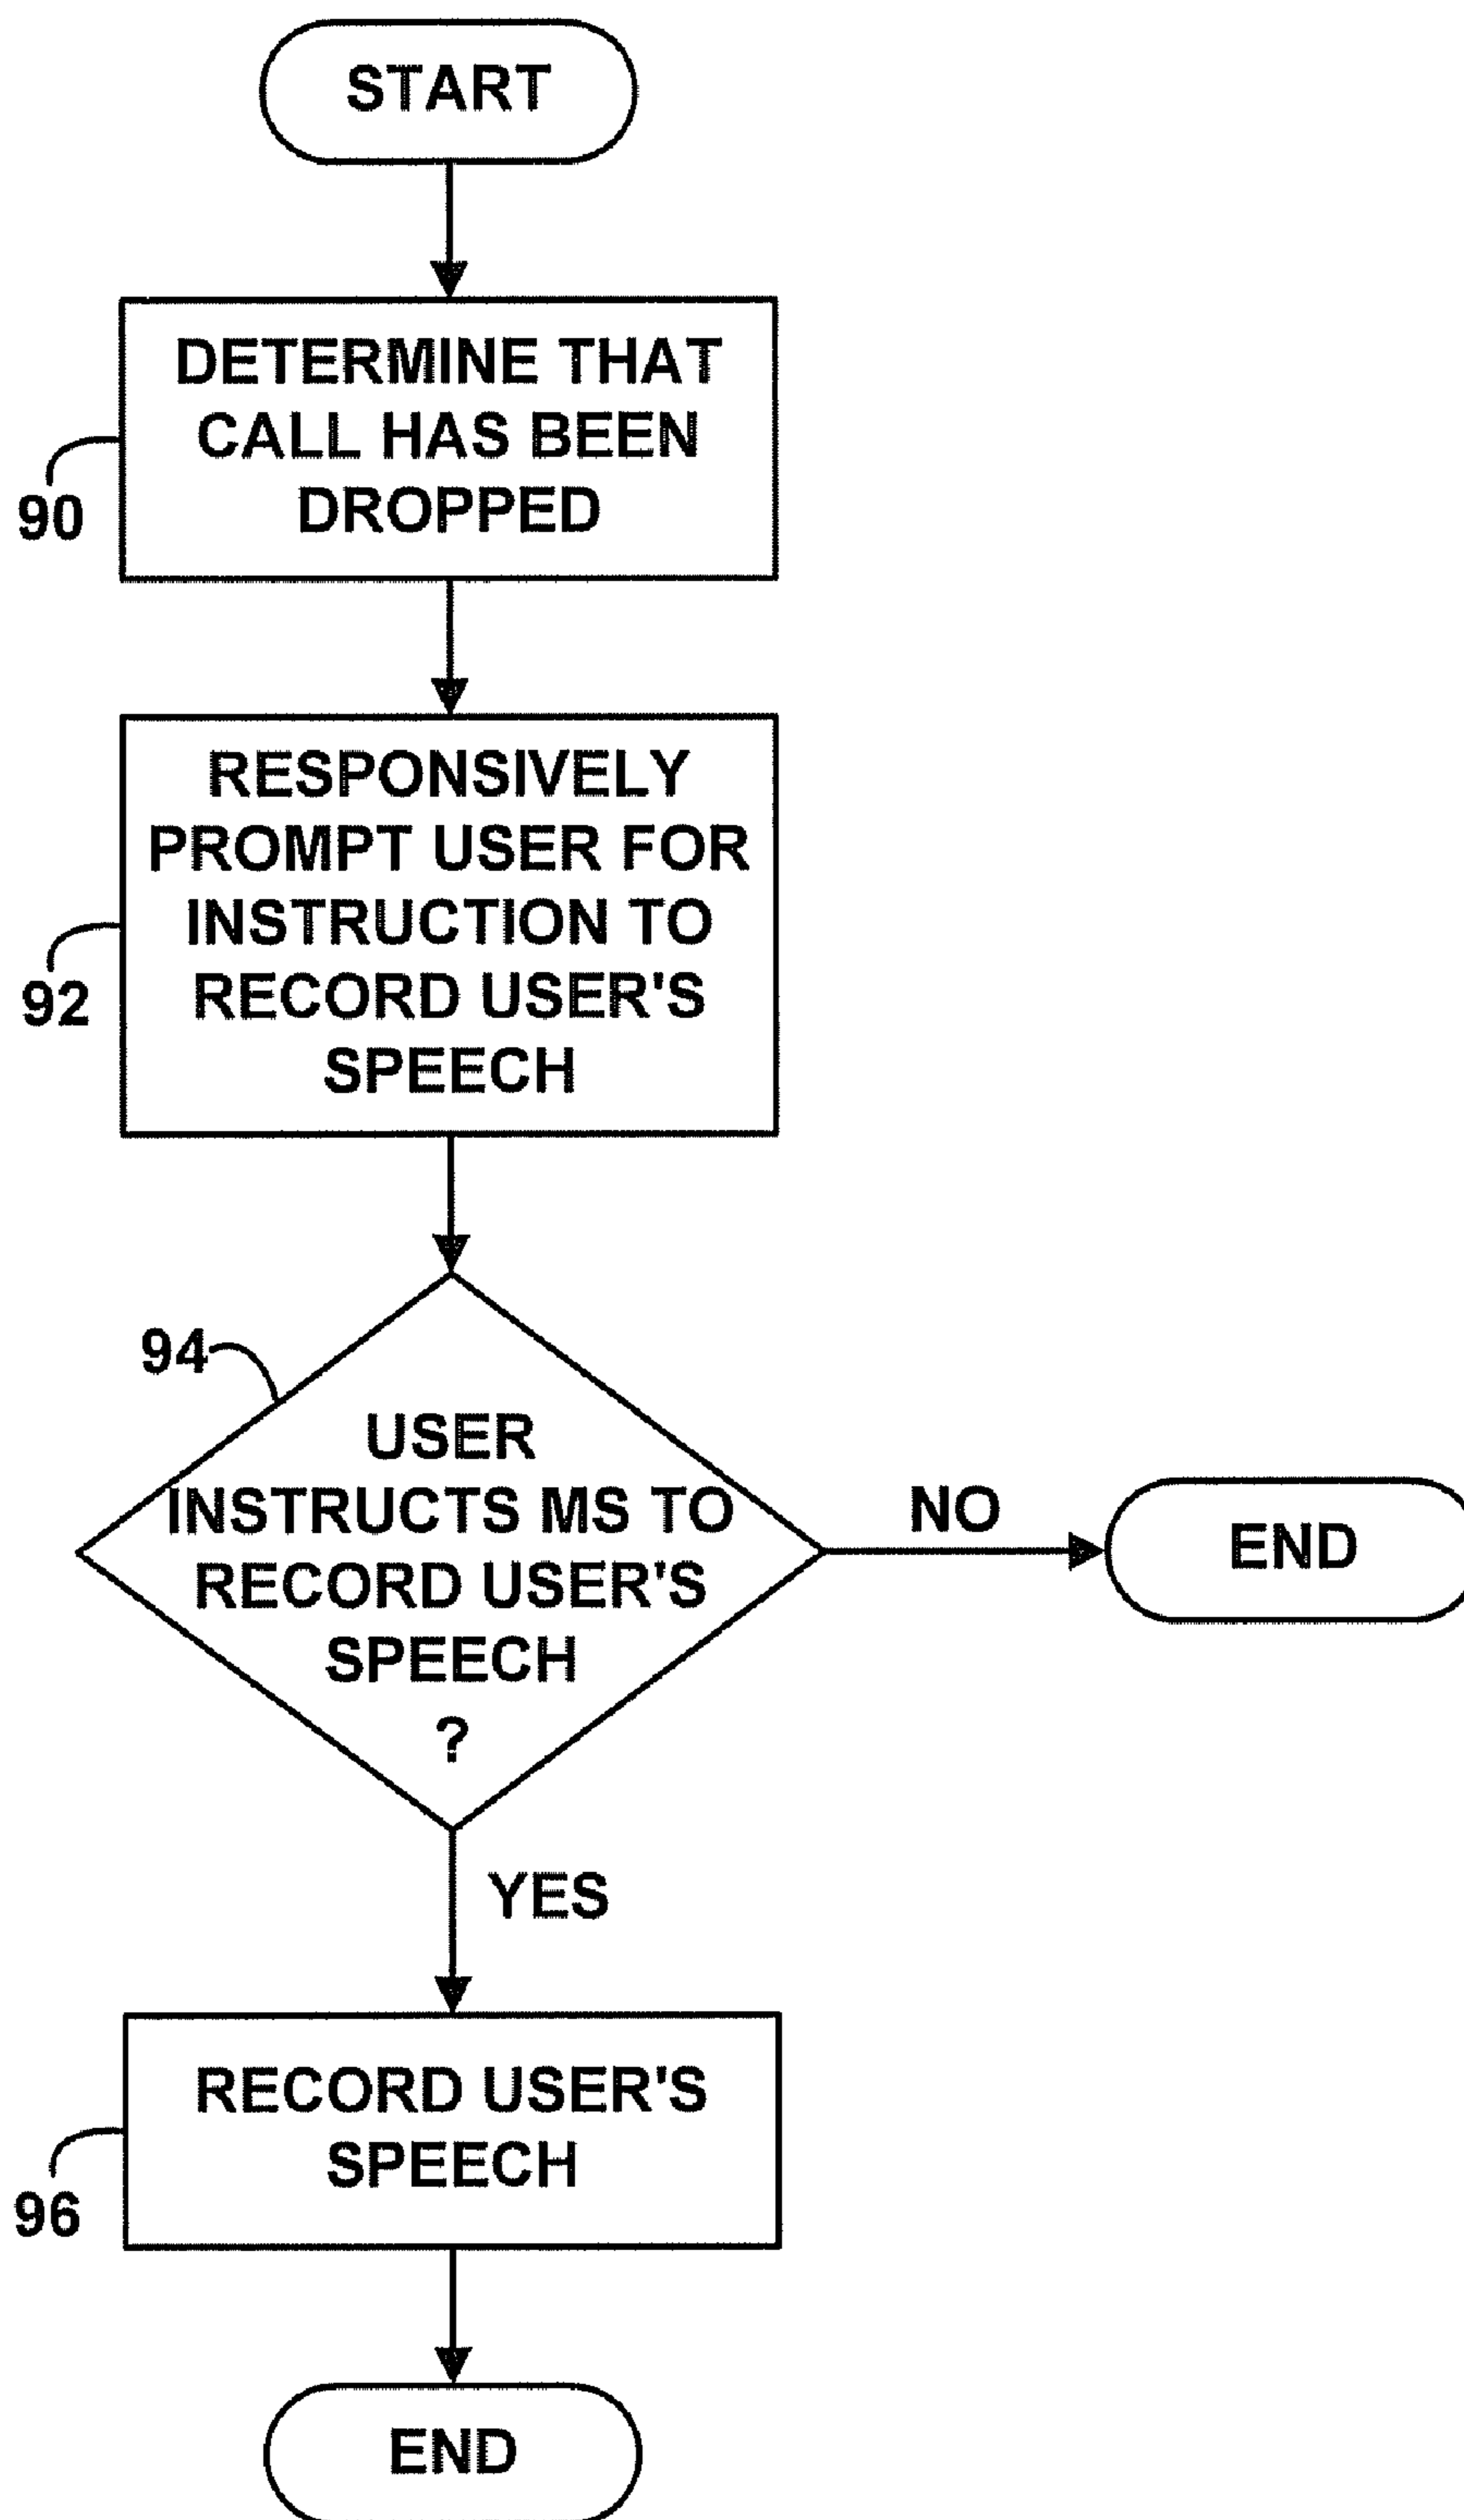 START
DETERMINE THAT
CALL HAS BEEN
DROPPED
90
RESPONSIVELY
PROMPT USER FOR
INSTRUCTION TO
RECORD USER'S
SPEECH
92
94
USER
INSTRUCTS MS TO
RECORD USER'S
SPEECH
?
NO
END
YES
RECORD USER'S
SPEECH
96
END